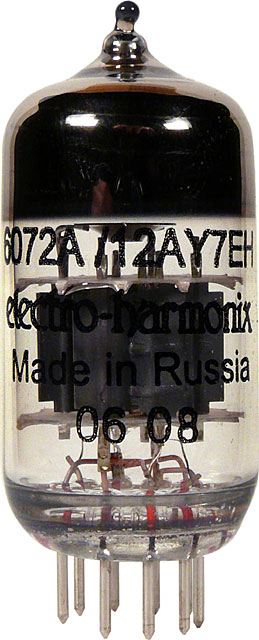 6072A /12AY7EH
electro-harmonix
Made in Russia
06 08